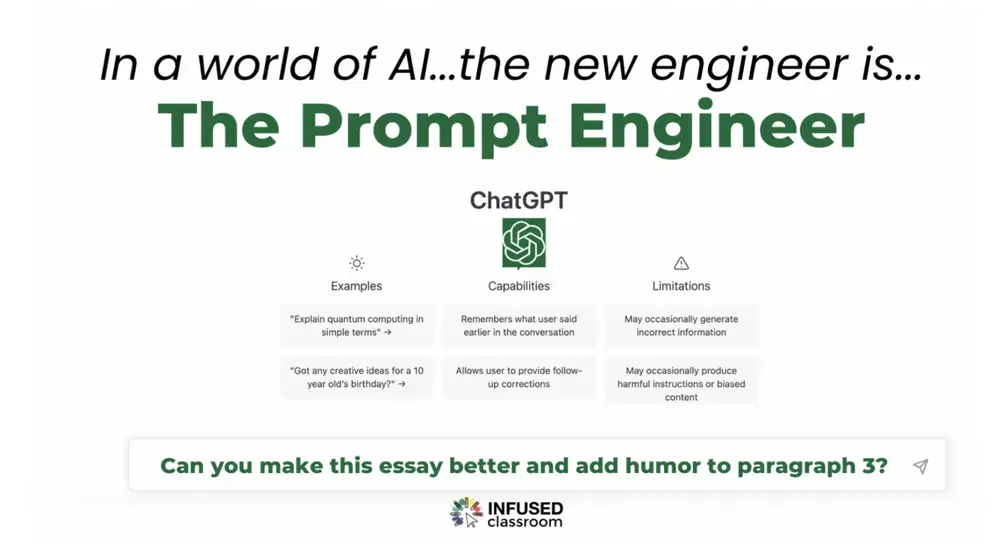 In a world of AI...the new engineer is...
The Prompt Engineer
ChatGPT
Examples
"Explain quantum computing in
simple terms" →
"Got any creative ideas for a 10
year old's birthday?" →
Capabilities
Remembers what user said
earlier in the conversation
Allows user to provide follow-
up corrections
Limitations
May occasionally generate
incorrect information
May occasionally produce
harmful instructions or biased
content
Can you make this essay better and add humor to paragraph 3?
INFUSED
classroom